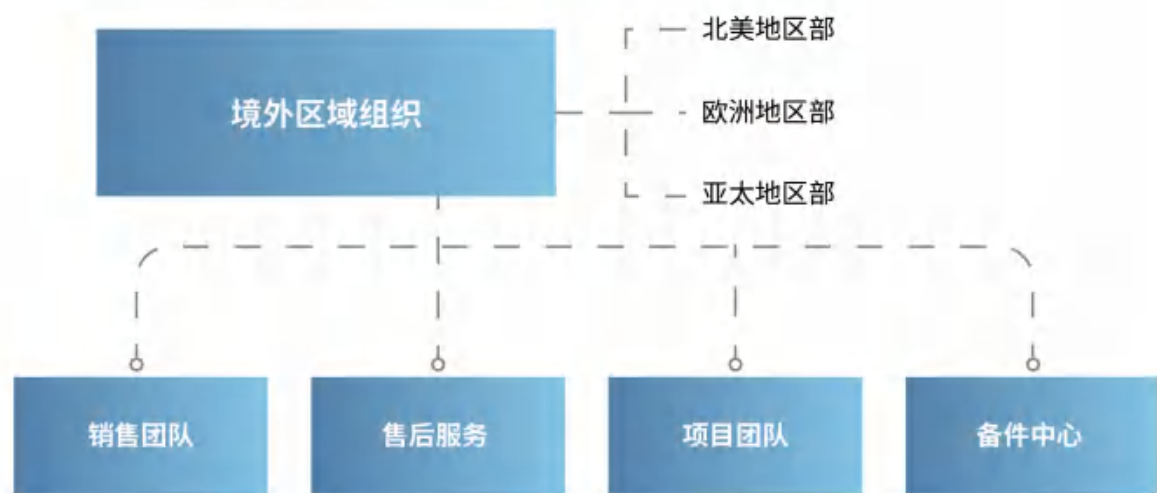 北美地区部
境外区域组织
欧洲地区部
亚太地区部
销售团队
售后服务
项目团队
备件中心